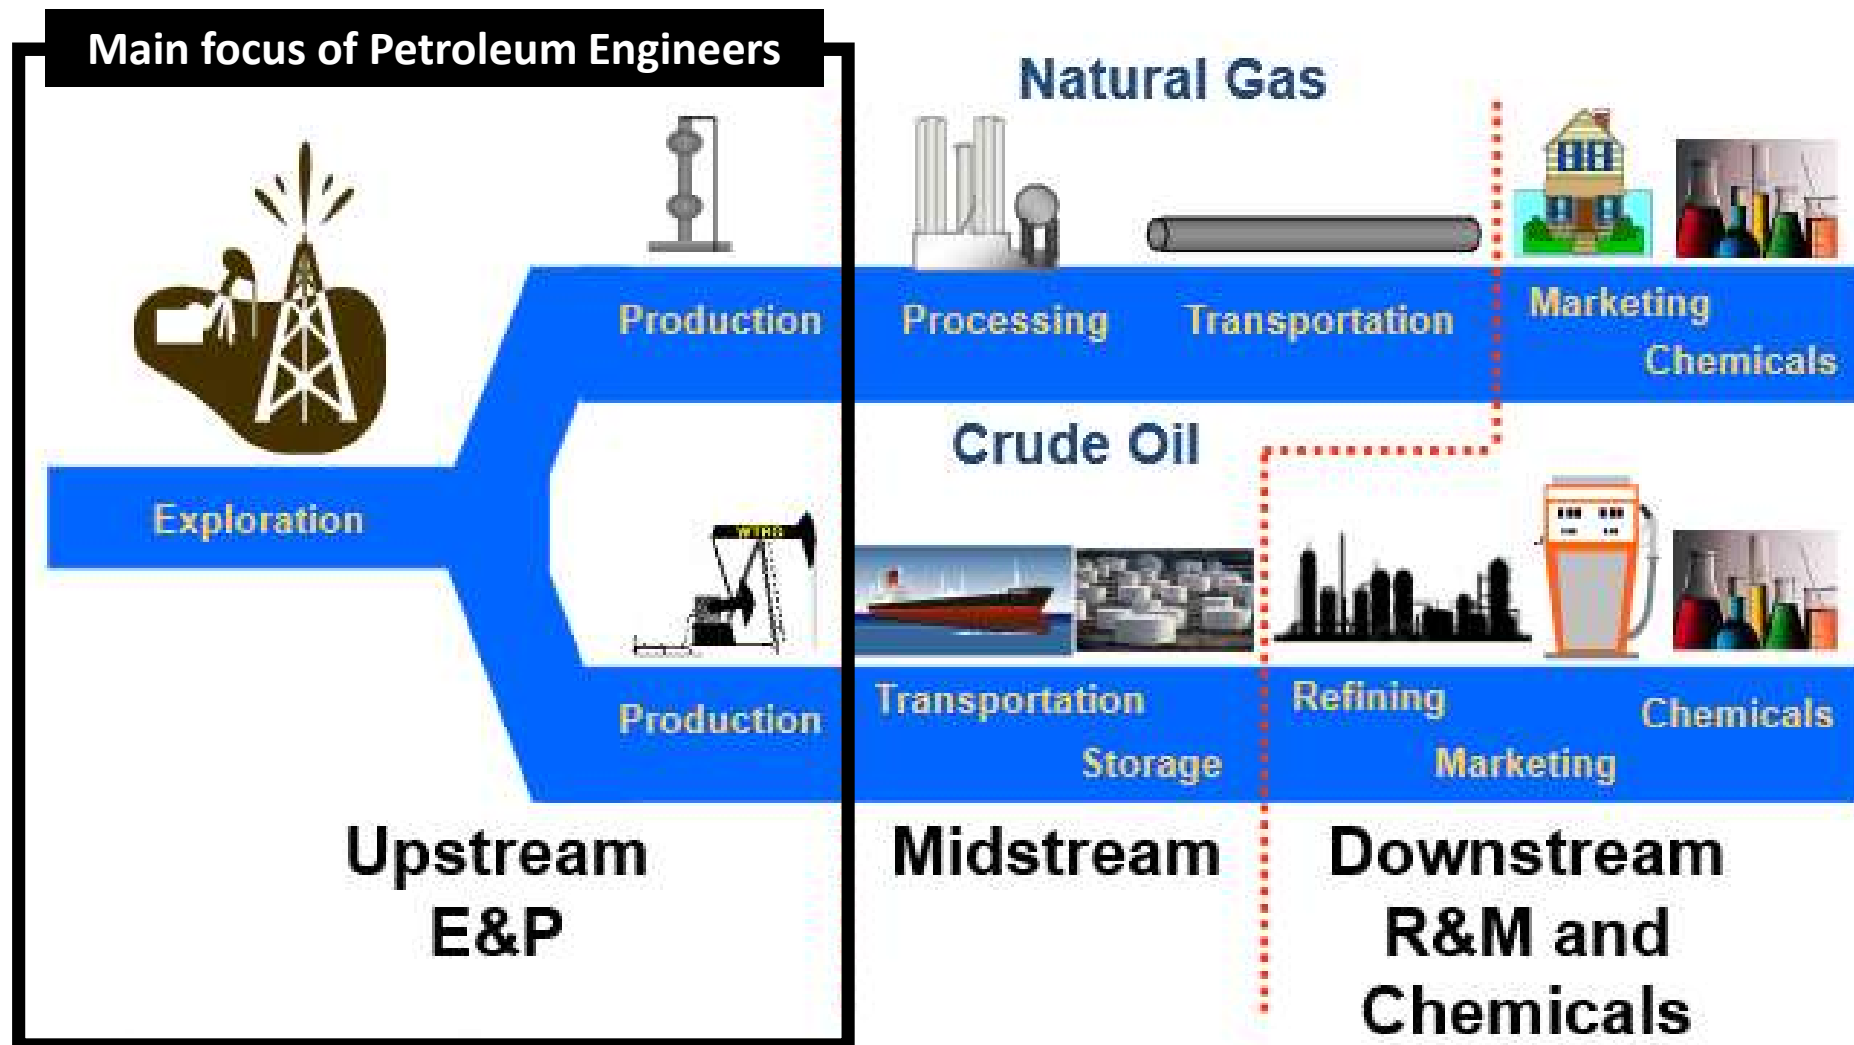 Main focus of Petroleum Engineers
Natural Gas
Production
Processing
Transportation
Marketing
Chemicals
Crude Oil
Exploration
Production
Transportation
Storage
Refining
Marketing
Chemicals
Upstream
E&P
Midstream
Downstream
R&M and
Chemicals